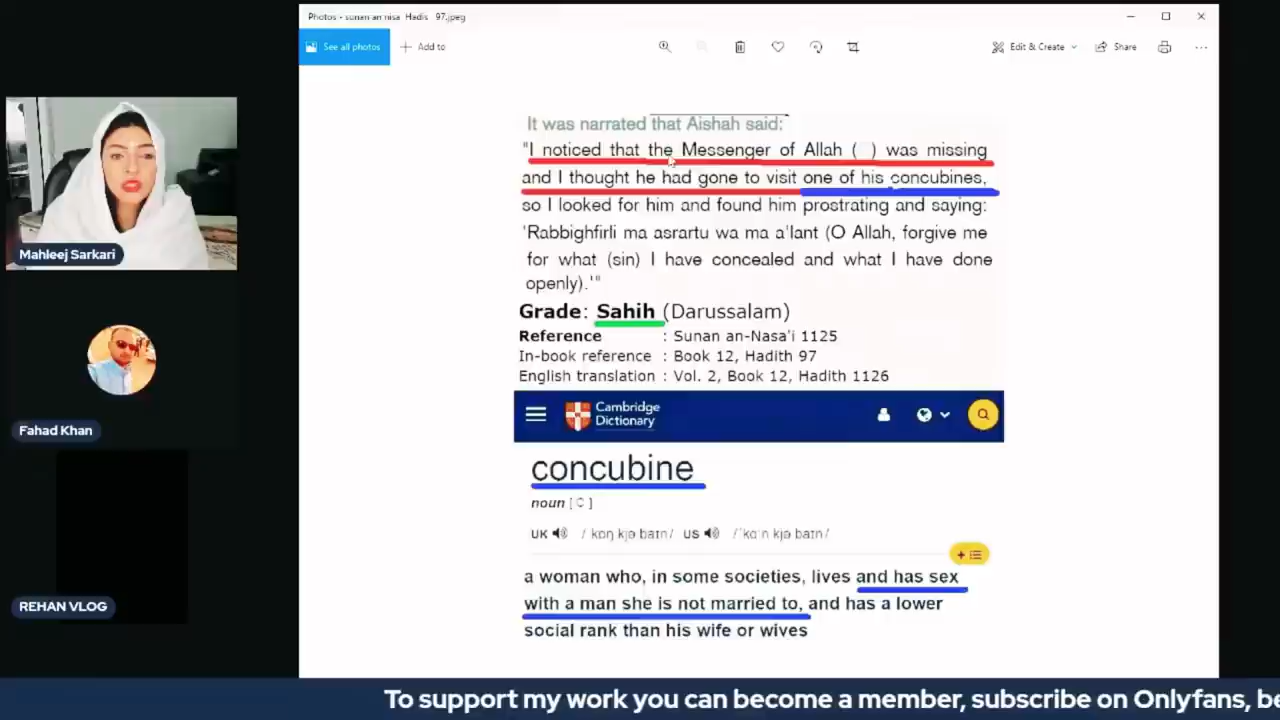 Photos - sunan an nisa Hadis 97.jpeg
See all photos
Add to
Edit & Create
Share
It was narrated that Aishah said:
"I noticed that the Messenger of Allah ( ) was missing
and I thought he had gone to visit one of his concubines,
so I looked for him and found him prostrating and saying:
'Rabbighfirli ma asrartu wa ma a'lant (O Allah, forgive me
for what (sin) I have concealed and what I have done
openly).'"
Grade: Sahih (Darussalam)
Reference : Sunan an-Nasa'i 1125
In-book reference : Book 12, Hadith 97
English translation : Vol. 2, Book 12, Hadith 1126
Cambridge
Dictionary
concubine
noun [ C ]
UK /ˈkɒŋ kjə baɪn/ US /ˈkɑːŋ kjə baɪn/
a woman who, in some societies, lives and has sex
with a man she is not married to, and has a lower
social rank than his wife or wives
Mahleej Sarkari
Fahad Khan
REHAN VLOG
To support my work you can become a member, subscribe on Onlyfans, be